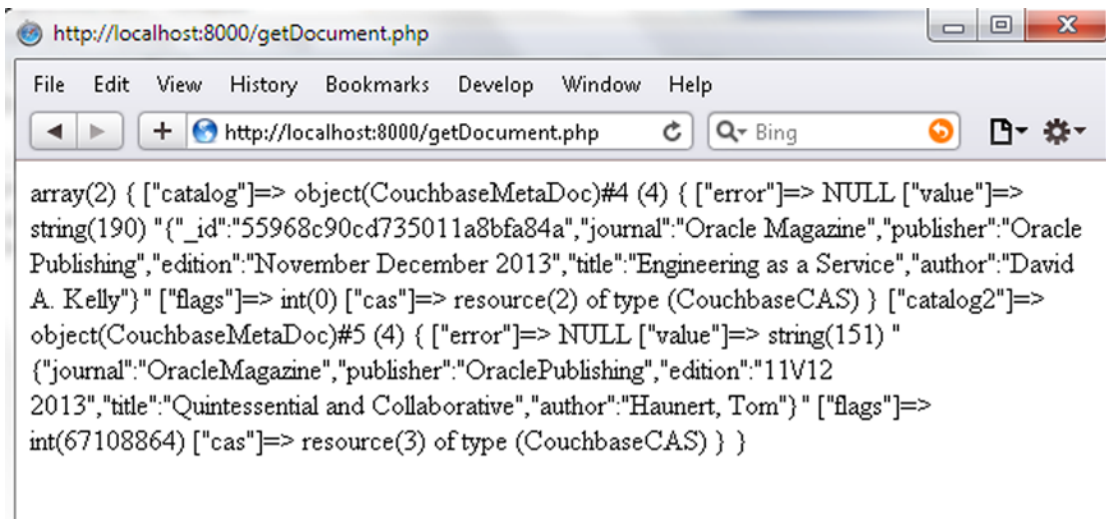 http://localhost:8000/getDocument.php
File Edit View History Bookmarks Develop Window Help
http://localhost:8000/getDocument.php Bing
array(2) { ["catalog"]=> object(CouchbaseMetaDoc)#4 (4) { ["error"]=> NULL ["value"]=>
string(190) "{"_id":"55968c90cd735011a8bfa84a","journal":"Oracle Magazine","publisher":"Oracle
Publishing","edition":"November December 2013","title":"Engineering as a Service","author":"David
A. Kelly"}" ["flags"]=> int(0) ["cas"]=> resource(2) of type (CouchbaseCAS) } ["catalog2"]=>
object(CouchbaseMetaDoc)#5 (4) { ["error"]=> NULL ["value"]=> string(151) "
{"journal":"OracleMagazine","publisher":"OraclePublishing","edition":"11\/12
2013","title":"Quintessential and Collaborative","author":"Haunert, Tom"}" ["flags"]=>
int(67108864) ["cas"]=> resource(3) of type (CouchbaseCAS) } }